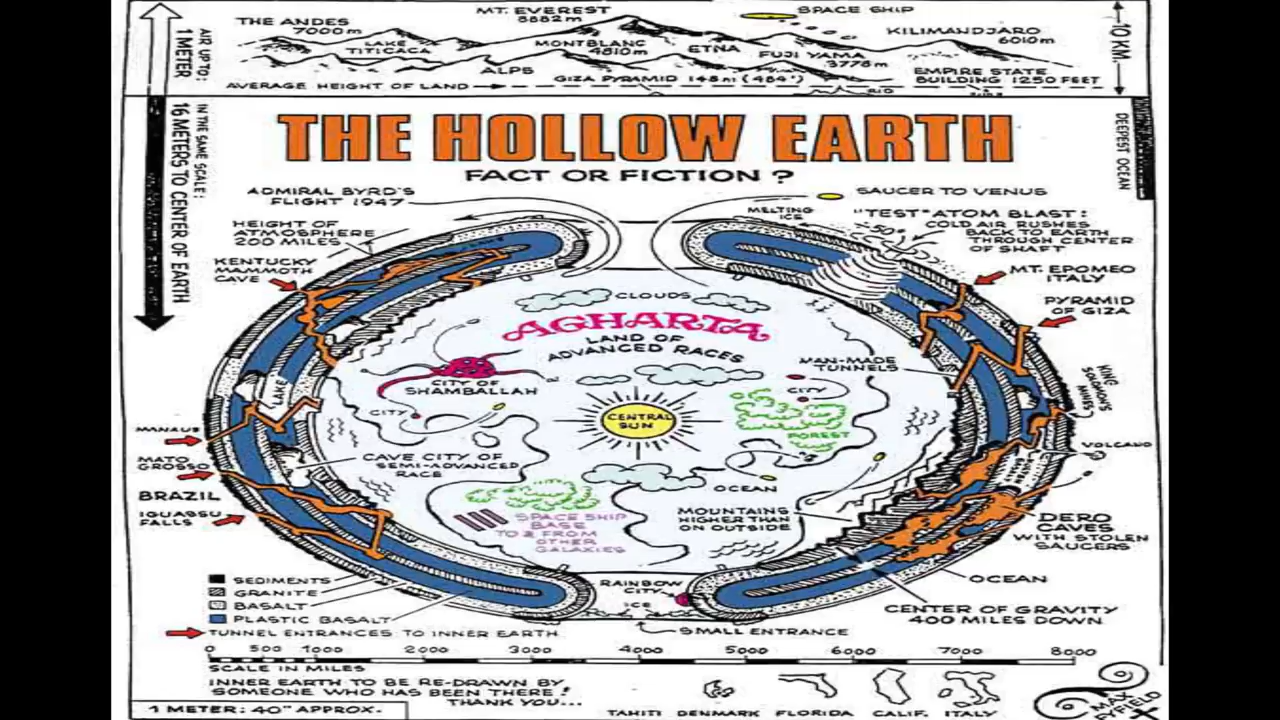 THE ANDES
7000m
LAKE
TITICACA
MT. EVEREST
8882m
SPACE SHIP
KILIMANDJARO
6010m
MONTBLANC
4810m
ETNA
FUJI YAMA
3776m
ALPS
GIZA PYRAMID 148m (484')
EMPIRE STATE
BUILDING 1250 FEET
AVERAGE HEIGHT OF LAND
RIO
10 KM.
AIR UP TO:
1 METER
IN THE SAME SCALE:
16 METERS TO CENTER OF EARTH
DEEPEST OCEAN
THE HOLLOW EARTH
FACT OR FICTION ?
ADMIRAL BYRD'S
FLIGHT 1947
SAUCER TO VENUS
MELTING
ICE
"TEST" ATOM BLAST:
COLD AIR RUSHES
BACK TO EARTH
THROUGH CENTER
OF SHAFT
-50°
HEIGHT OF
ATMOSPHERE
200 MILES
KENTUCKY
MAMMOTH
CAVE
MT. EPOMEO
ITALY
PYRAMID
OF GIZA
CLOUDS
AGHARTA
LAND OF
ADVANCED RACES
MAN-MADE
TUNNELS
CITY OF
SHAMBALLAH
CITY
CITY
CENTRAL
SUN
FOREST
KING
SOLOMON'S
MINES
LAKE
MANAUS
VOLCANO
MATO
GROSSO
CAVE CITY OF
SEMI-ADVANCED
RACE
OCEAN
BRAZIL
IGUASSU
FALLS
SPACE SHIP
BASE
TO & FROM
OTHER
GALAXIES
MOUNTAINS
HIGHER THAN
ON OUTSIDE
DERO
CAVES
WITH STOLEN
SAUCERS
RAINBOW
CITY
ICE
OCEAN
SEDIMENTS
GRANITE
BASALT
PLASTIC BASALT
CENTER OF GRAVITY
400 MILES DOWN
TUNNEL ENTRANCES TO INNER EARTH
SMALL ENTRANCE
0 500 1000 2000 3000 4000 5000 6000 7000 8000
SCALE IN MILES
INNER EARTH TO BE RE-DRAWN BY
SOMEONE WHO HAS BEEN THERE!
THANK YOU...
1 METER: 40" APPROX.
TAHITI DENMARK FLORIDA CALIF. ITALY
MAX
FYFIELD